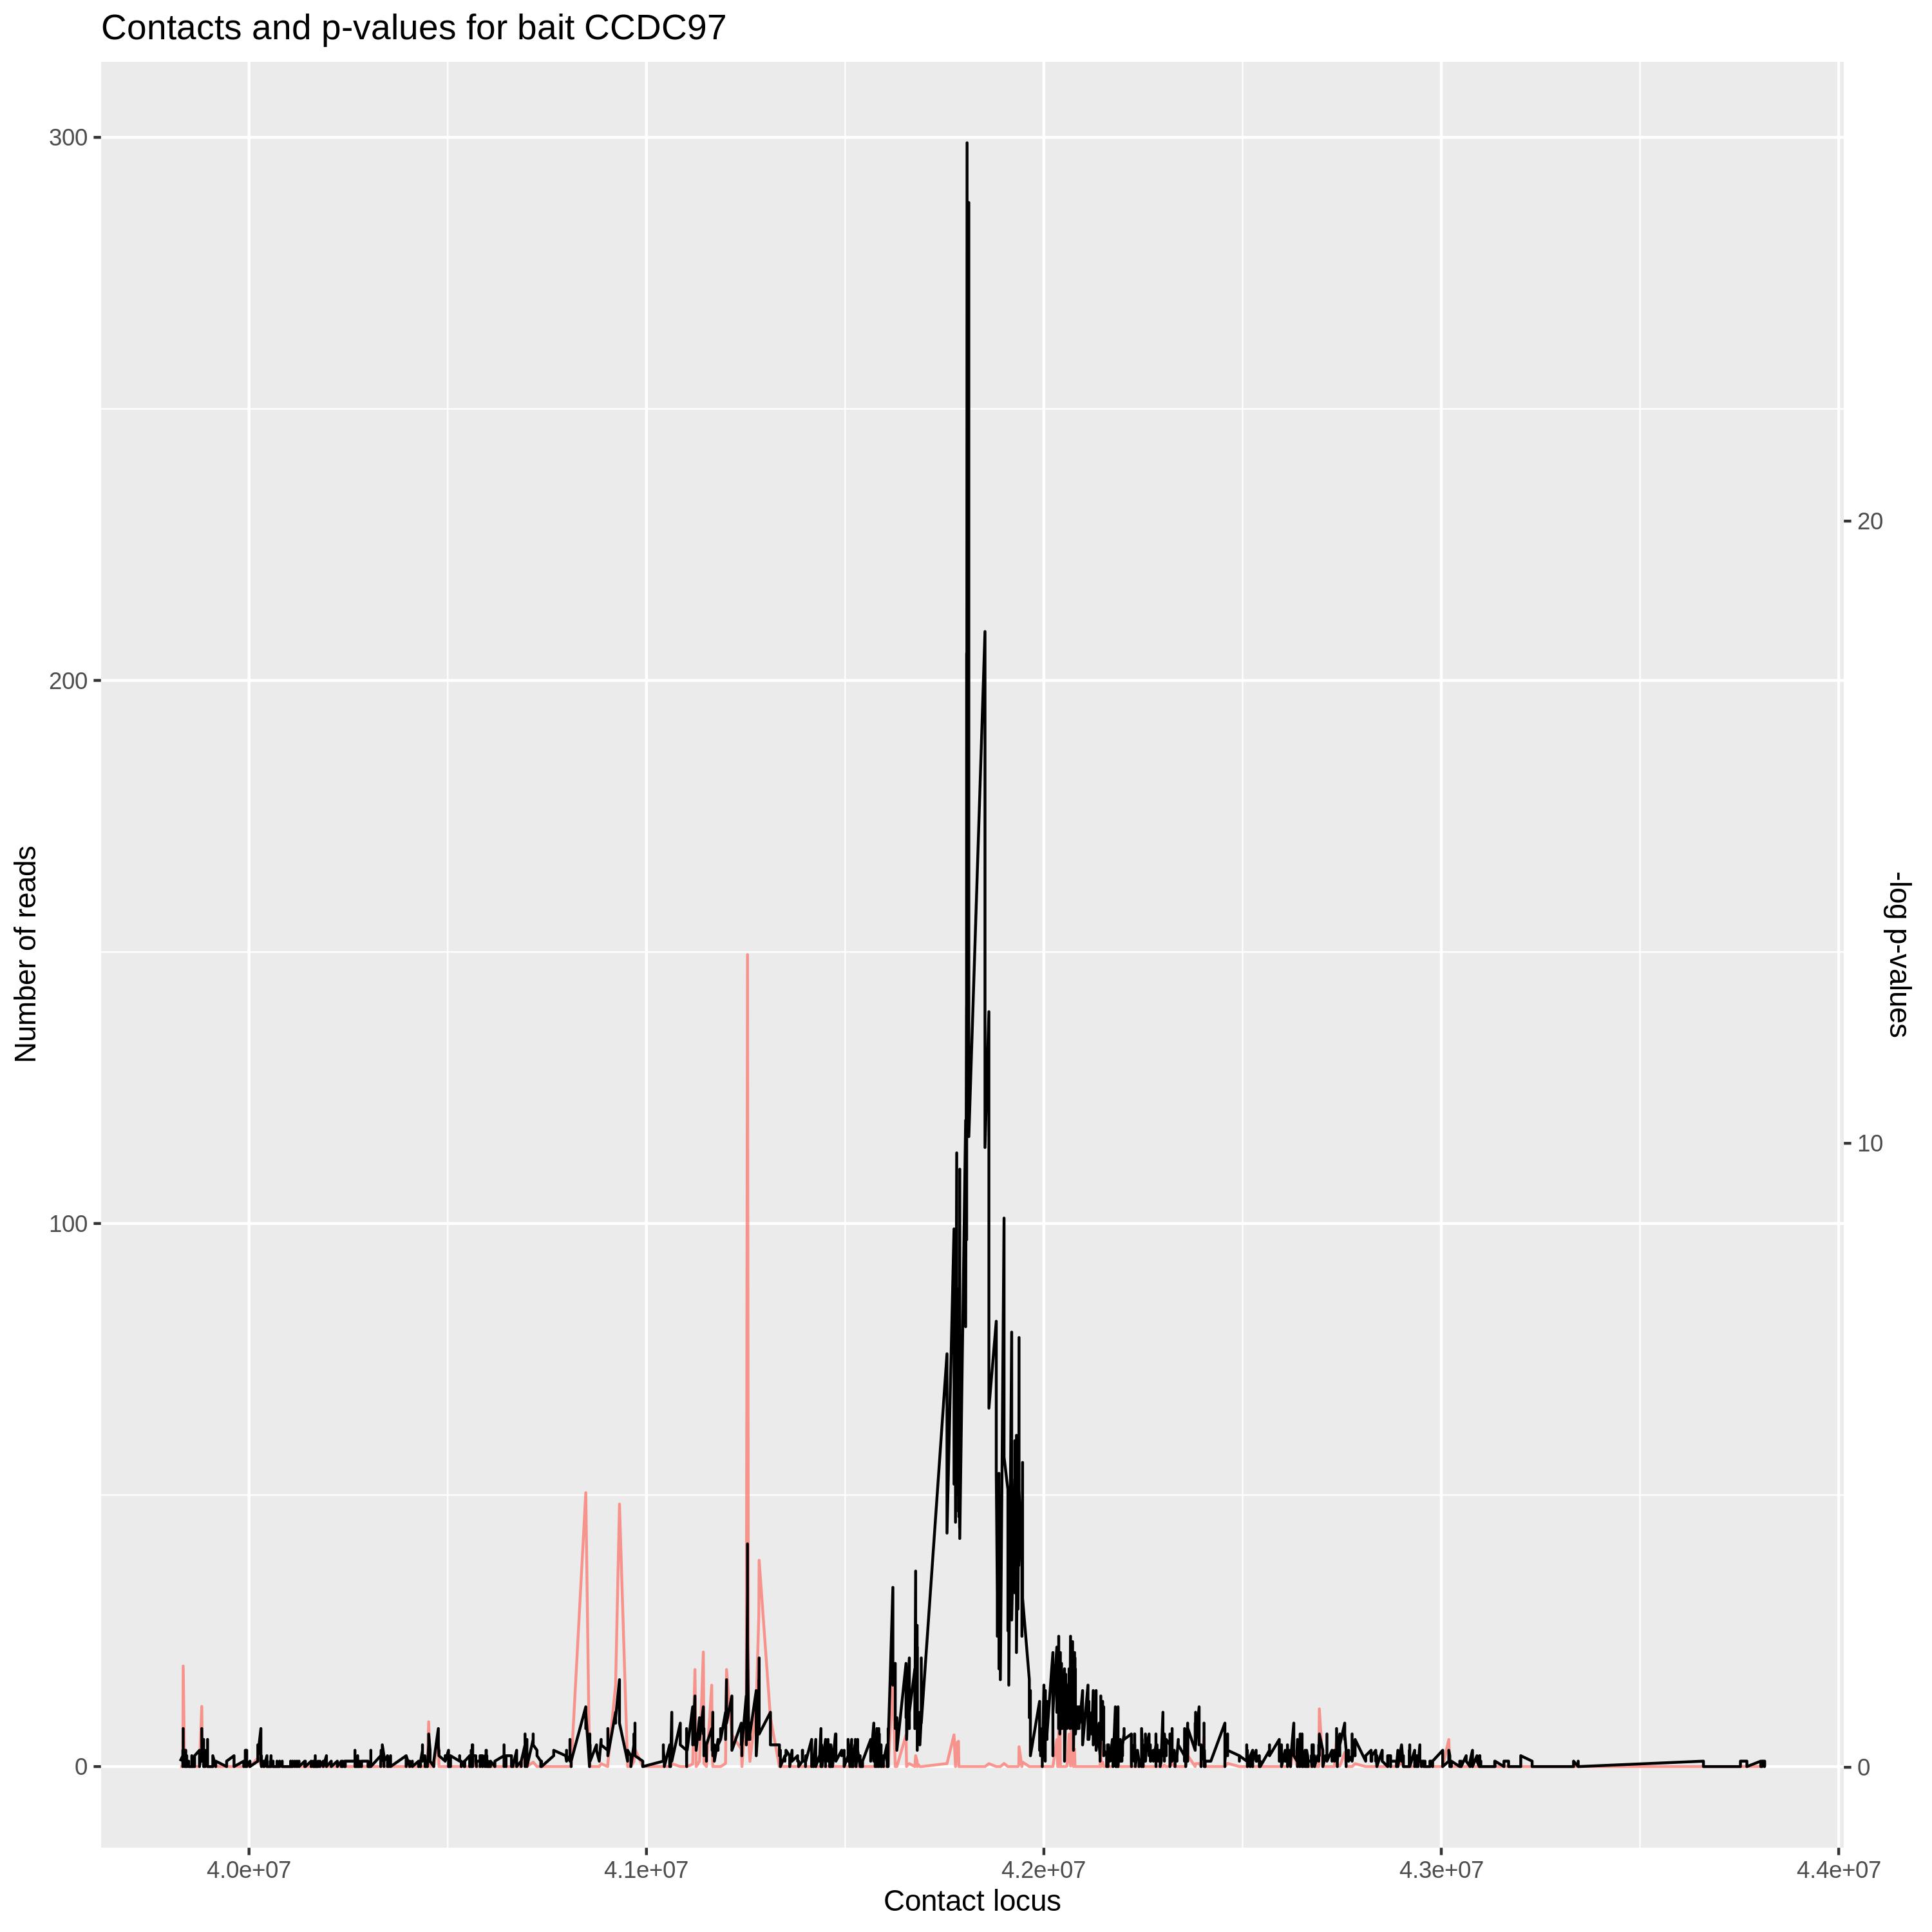 Contacts and p-values for bait CCDC97
300
200
100
0
20
10
0
Number of reads
-log p-values
4.0e+07
4.1e+07
4.2e+07
4.3e+07
4.4e+07
Contact locus